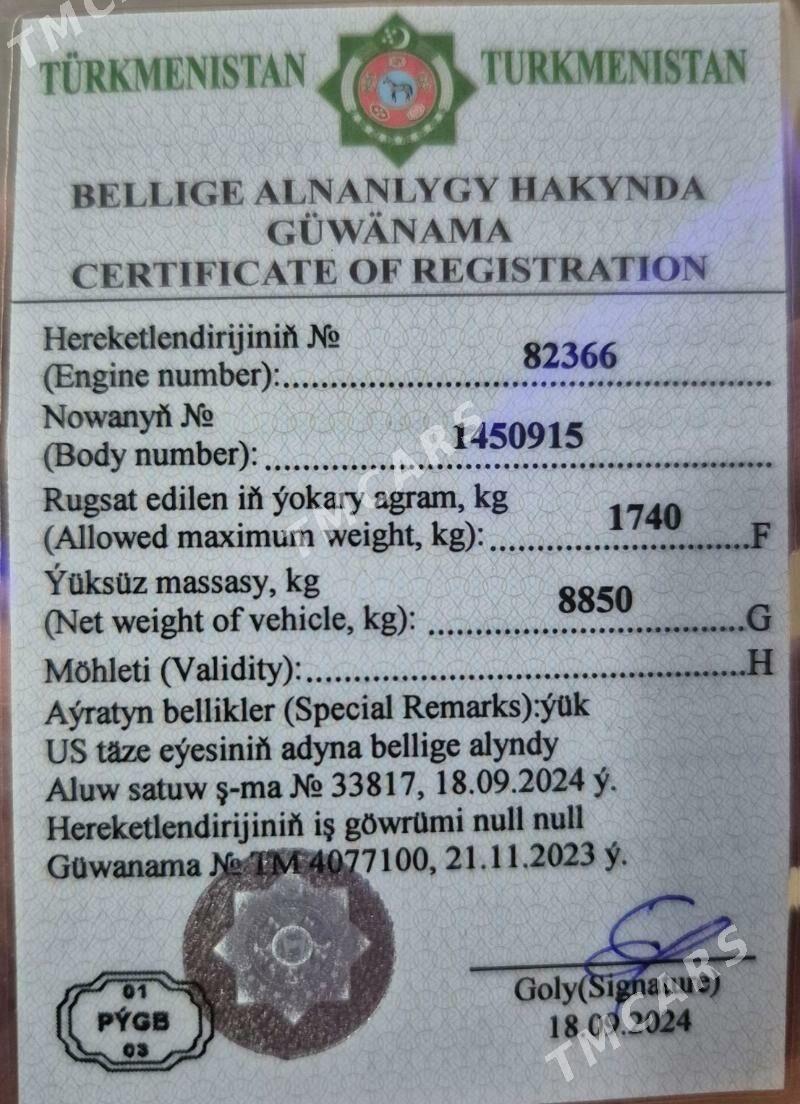 TMCARS
TÜRKMENISTAN TURKMENISTAN
BELLIGE ALNANLYGY HAKYNDA
GÜWÄNAMA
CERTIFICATE OF REGISTRATION
Hereketlendirijiniň №
(Engine number):..........82366
Nowanyň №
(Body number):..........1450915
Rugsat edilen iň ýokary agram, kg
(Allowed maximum weight, kg):..........1740..........F
Ýüksüz massasy, kg
(Net weight of vehicle, kg):..........8850..........G
Möhleti (Validity):..........H
Aýratyn bellikler (Special Remarks):ýük
US täze eýesiniň adyna bellige alyndy
Aluw satuw ş-ma № 33817, 18.09.2024 ý.
Hereketlendirijiniň iş göwrümi null null
Güwanama № TM 4077100, 21.11.2023 ý.
Goly(Signature)
18.09.2024
01
PÝGB
03
TMCARS
TMCARS